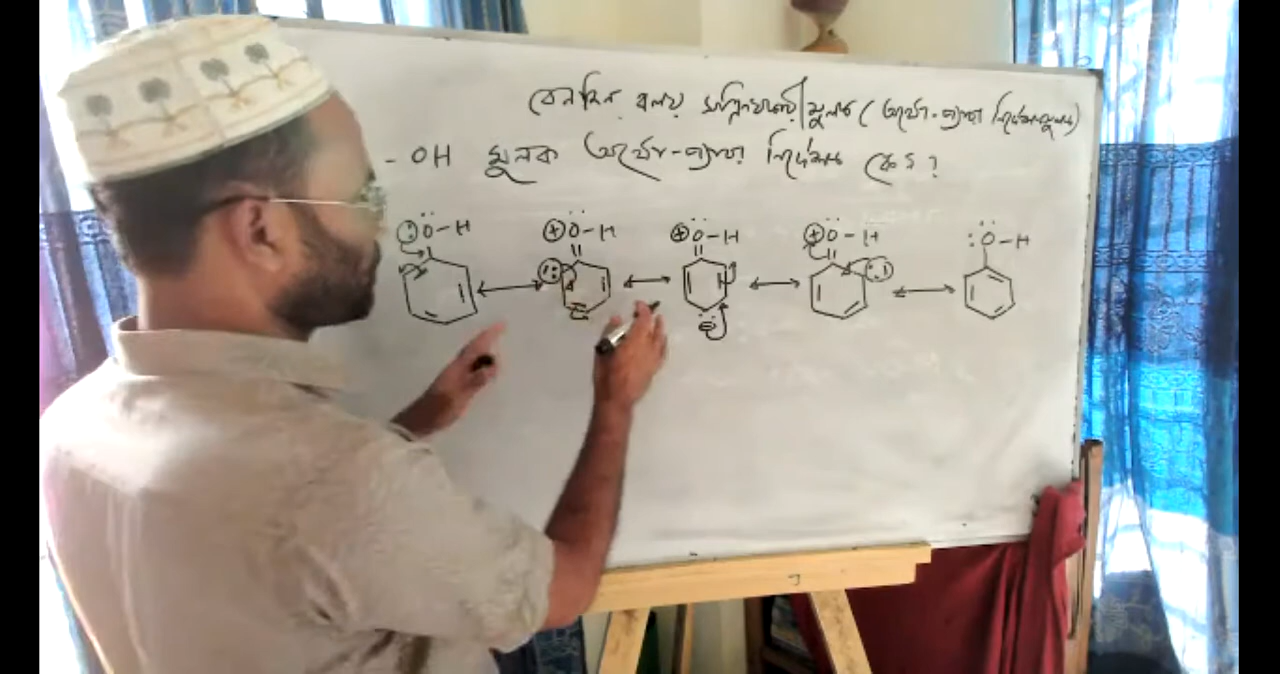 বেনজিন বলয় সক্রিয়কারী মূলক (অর্থো-প্যারা নির্দেশক মূলক)
- OH মূলক অর্থো-প্যারা নির্দেশক কেন?
:Ö-H ⊕Ö-H ⊕Ö-H ⊕Ö-H :Ö-H